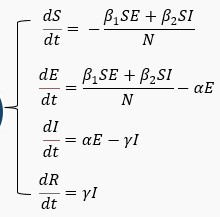 dS/dt = − (β₁SE + β₂SI)/N
dE/dt = (β₁SE + β₂SI)/N − αE
dI/dt = αE − γI
dR/dt = γI